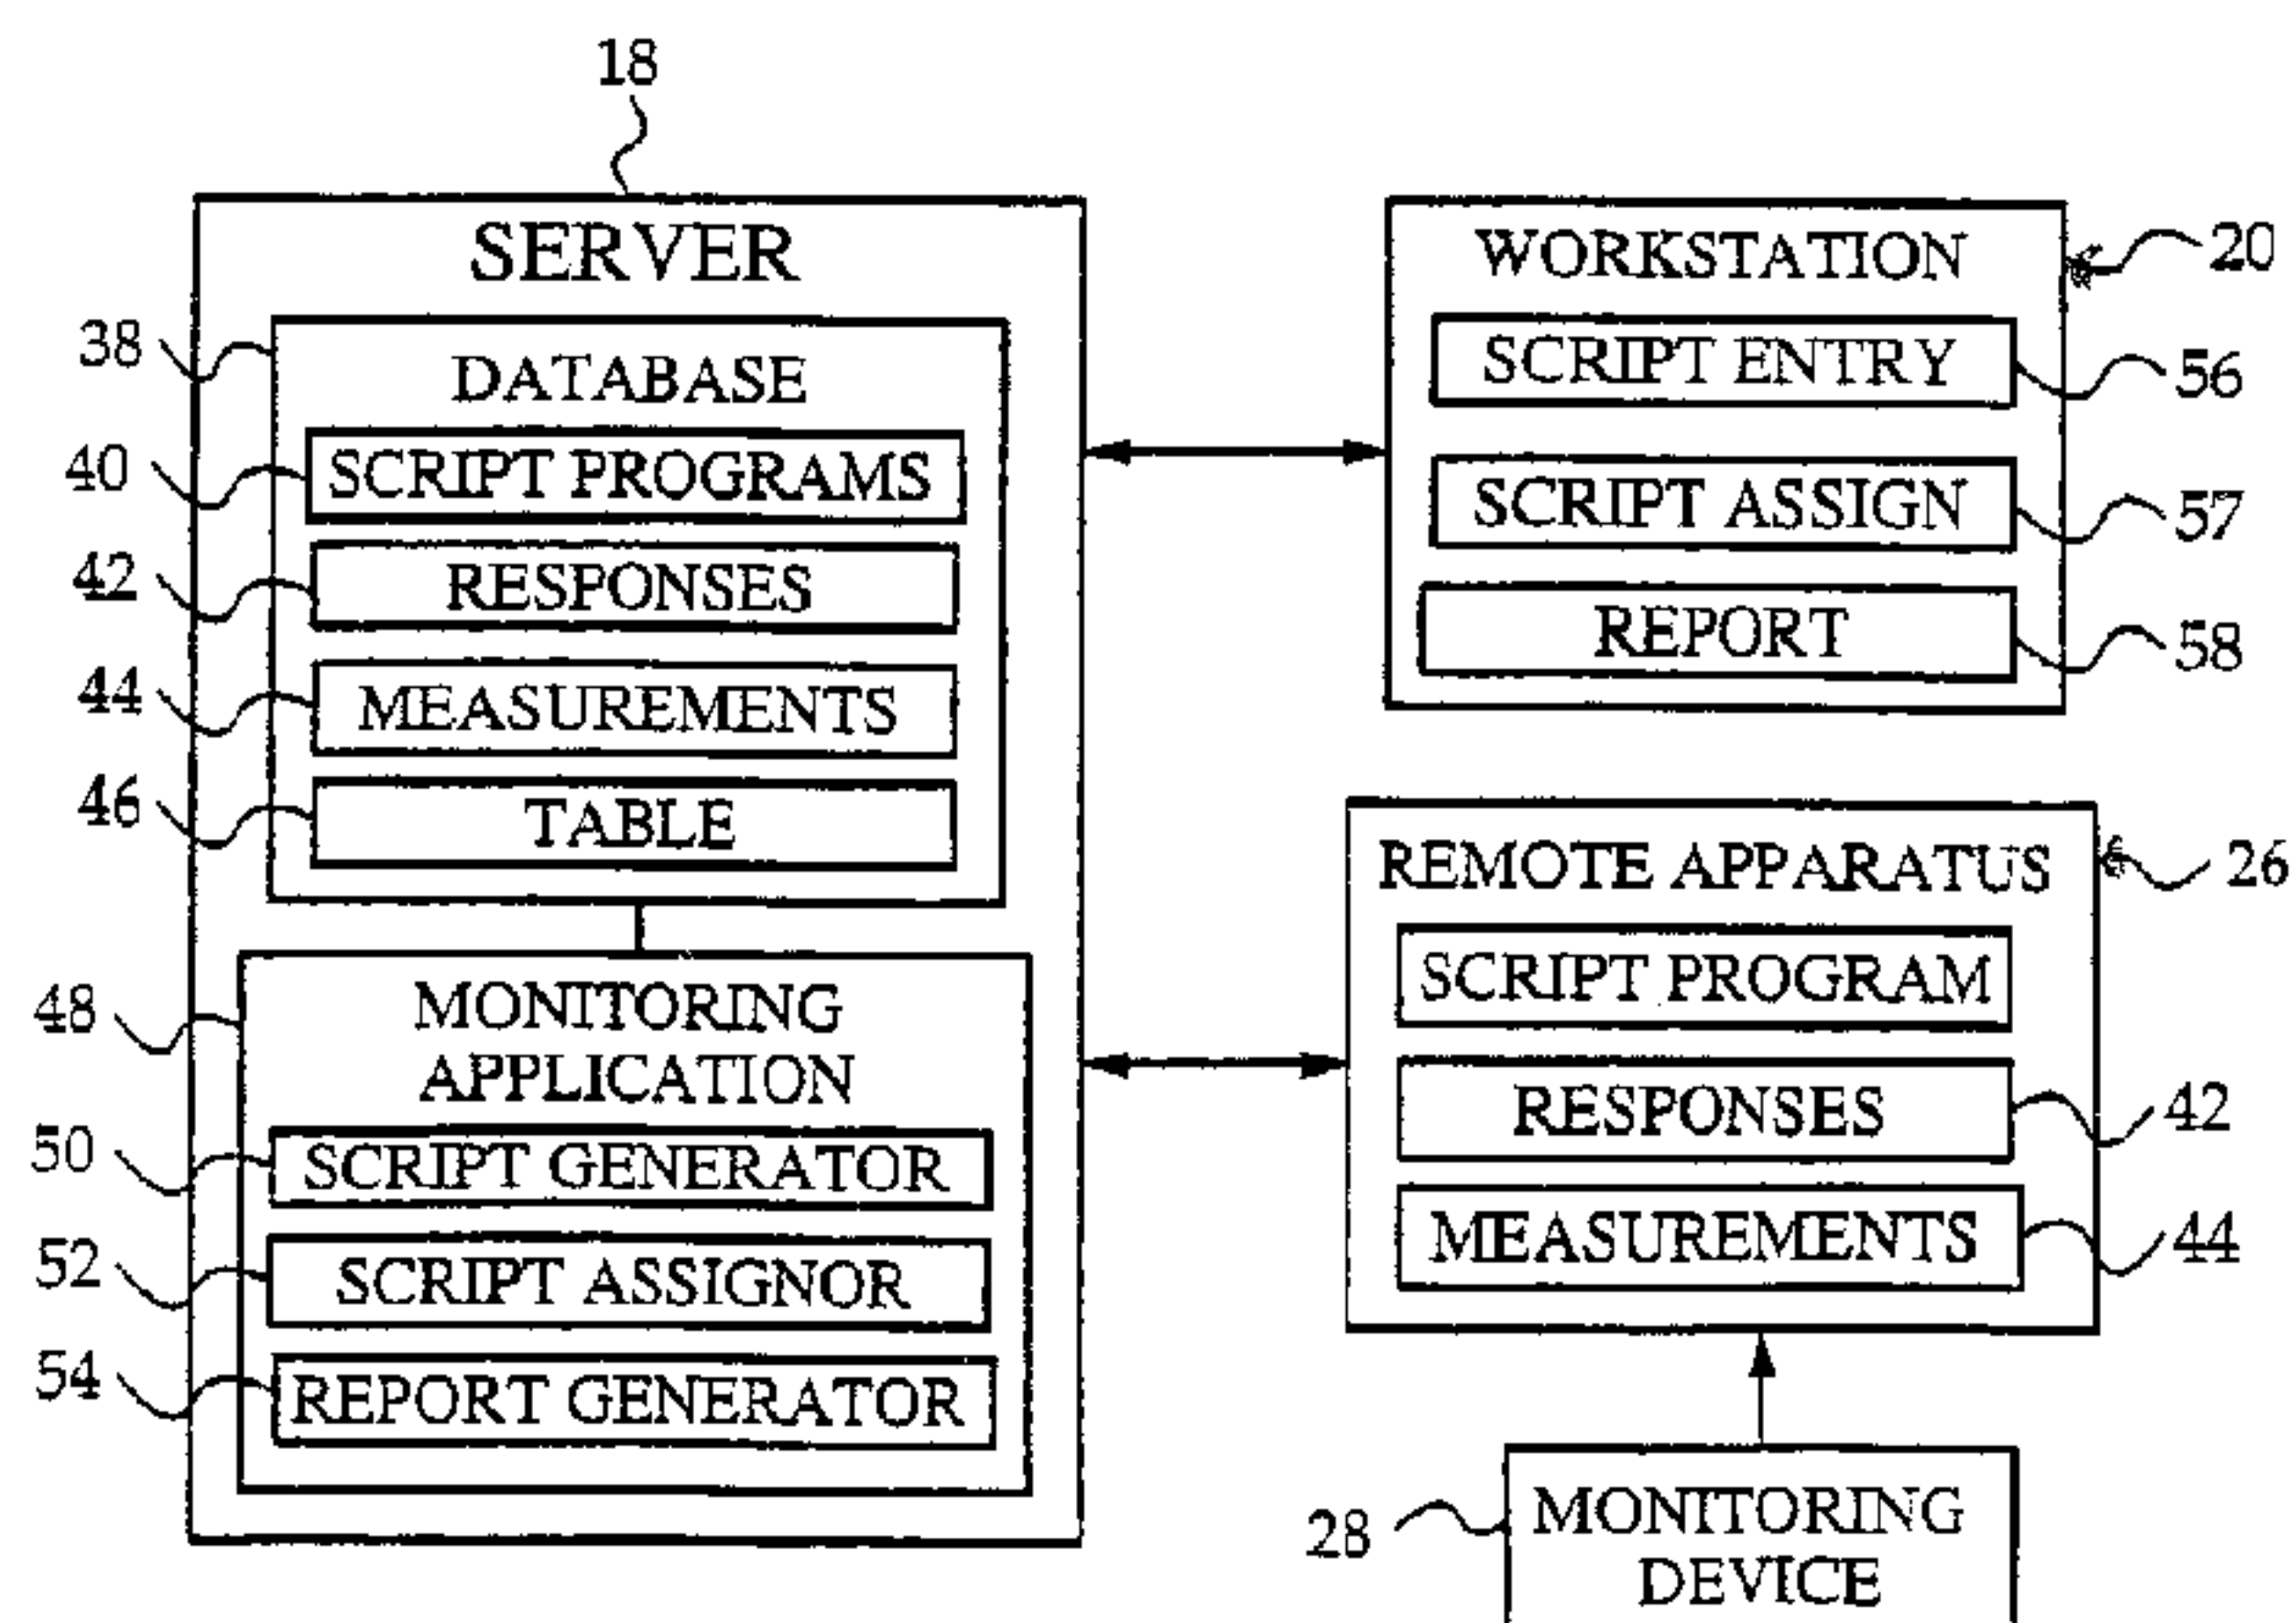 18
SERVER
38
DATABASE
40
SCRIPT PROGRAMS
42
RESPONSES
44
MEASUREMENTS
46
TABLE
48
MONITORING
APPLICATION
50
SCRIPT GENERATOR
52
SCRIPT ASSIGNOR
54
REPORT GENERATOR
WORKSTATION
20
SCRIPT ENTRY
56
SCRIPT ASSIGN
57
REPORT
58
REMOTE APPARATUS
26
SCRIPT PROGRAM
RESPONSES
42
MEASUREMENTS
44
28
MONITORING
DEVICE